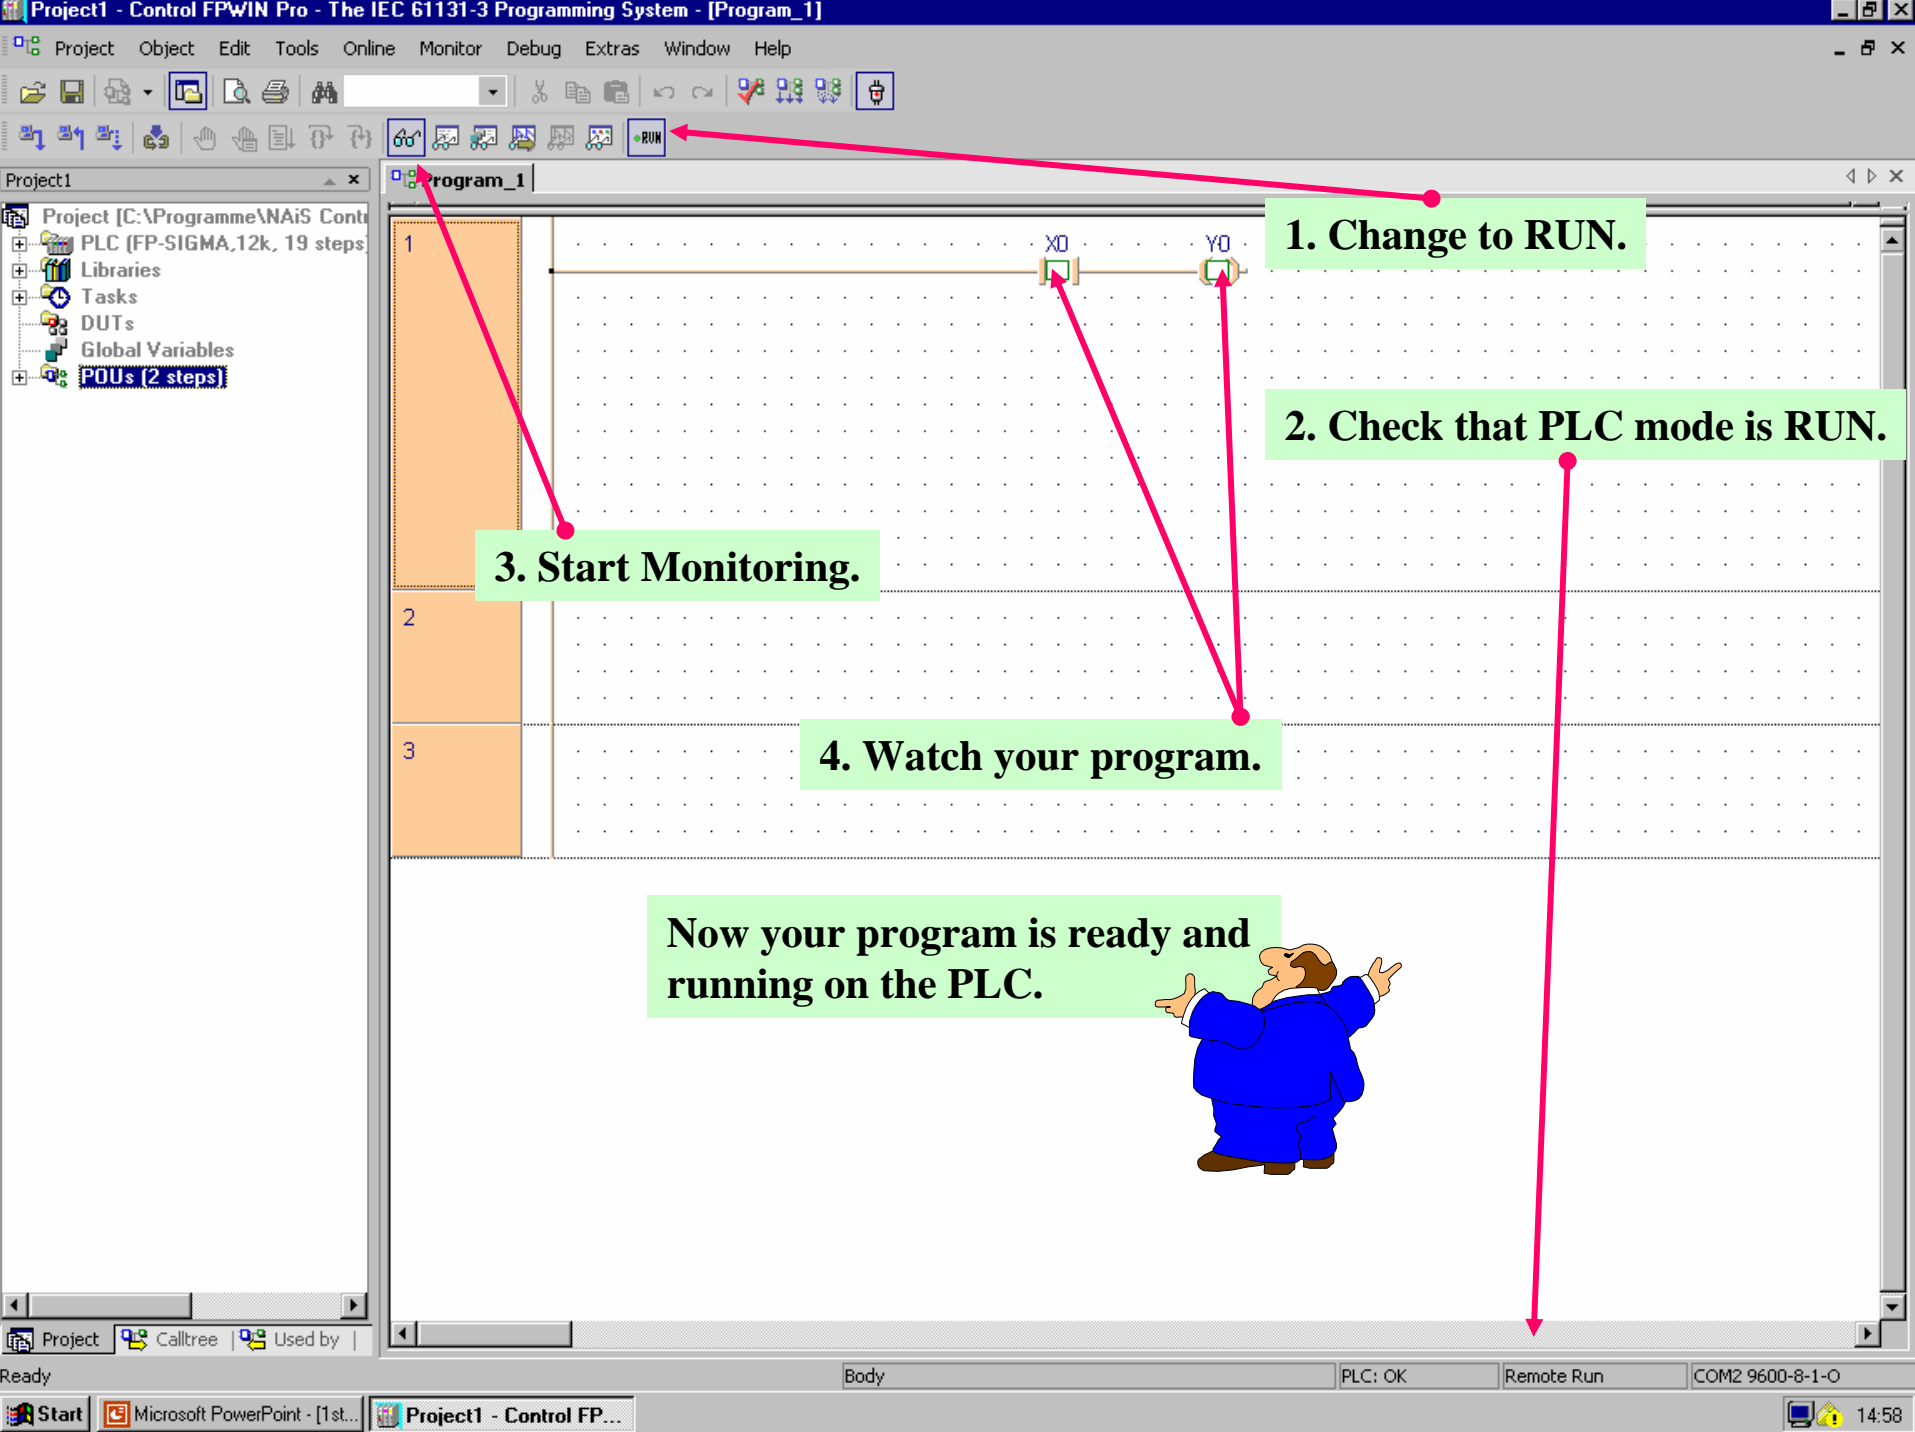 Project1 - Control FPWIN Pro - The IEC 61131-3 Programming System - [Program_1]
Project Object Edit Tools Online Monitor Debug Extras Window Help
RUN
Project1
Program_1
Project [C:\Programme\NAiS Contr
PLC (FP-SIGMA,12k, 19 steps)
Libraries
Tasks
DUTs
Global Variables
POUs (2 steps)
1
X0
Y0
1. Change to RUN.
2. Check that PLC mode is RUN.
3. Start Monitoring.
2
4. Watch your program.
3
Now your program is ready and
running on the PLC.
Project Calltree Used by
Ready Body PLC: OK Remote Run COM2 9600-8-1-O
Start Microsoft PowerPoint - [1st... Project1 - Control FP... 14:58